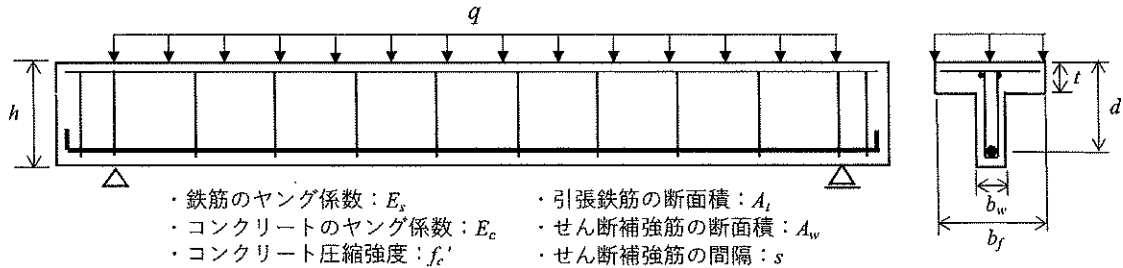 q
h
t
d
b_w
b_f
・鉄筋のヤング係数：E_s
・引張鉄筋の断面積：A_t
・コンクリートのヤング係数：E_c
・せん断補強筋の断面積：A_w
・コンクリート圧縮強度：f_c'
・せん断補強筋の間隔：s